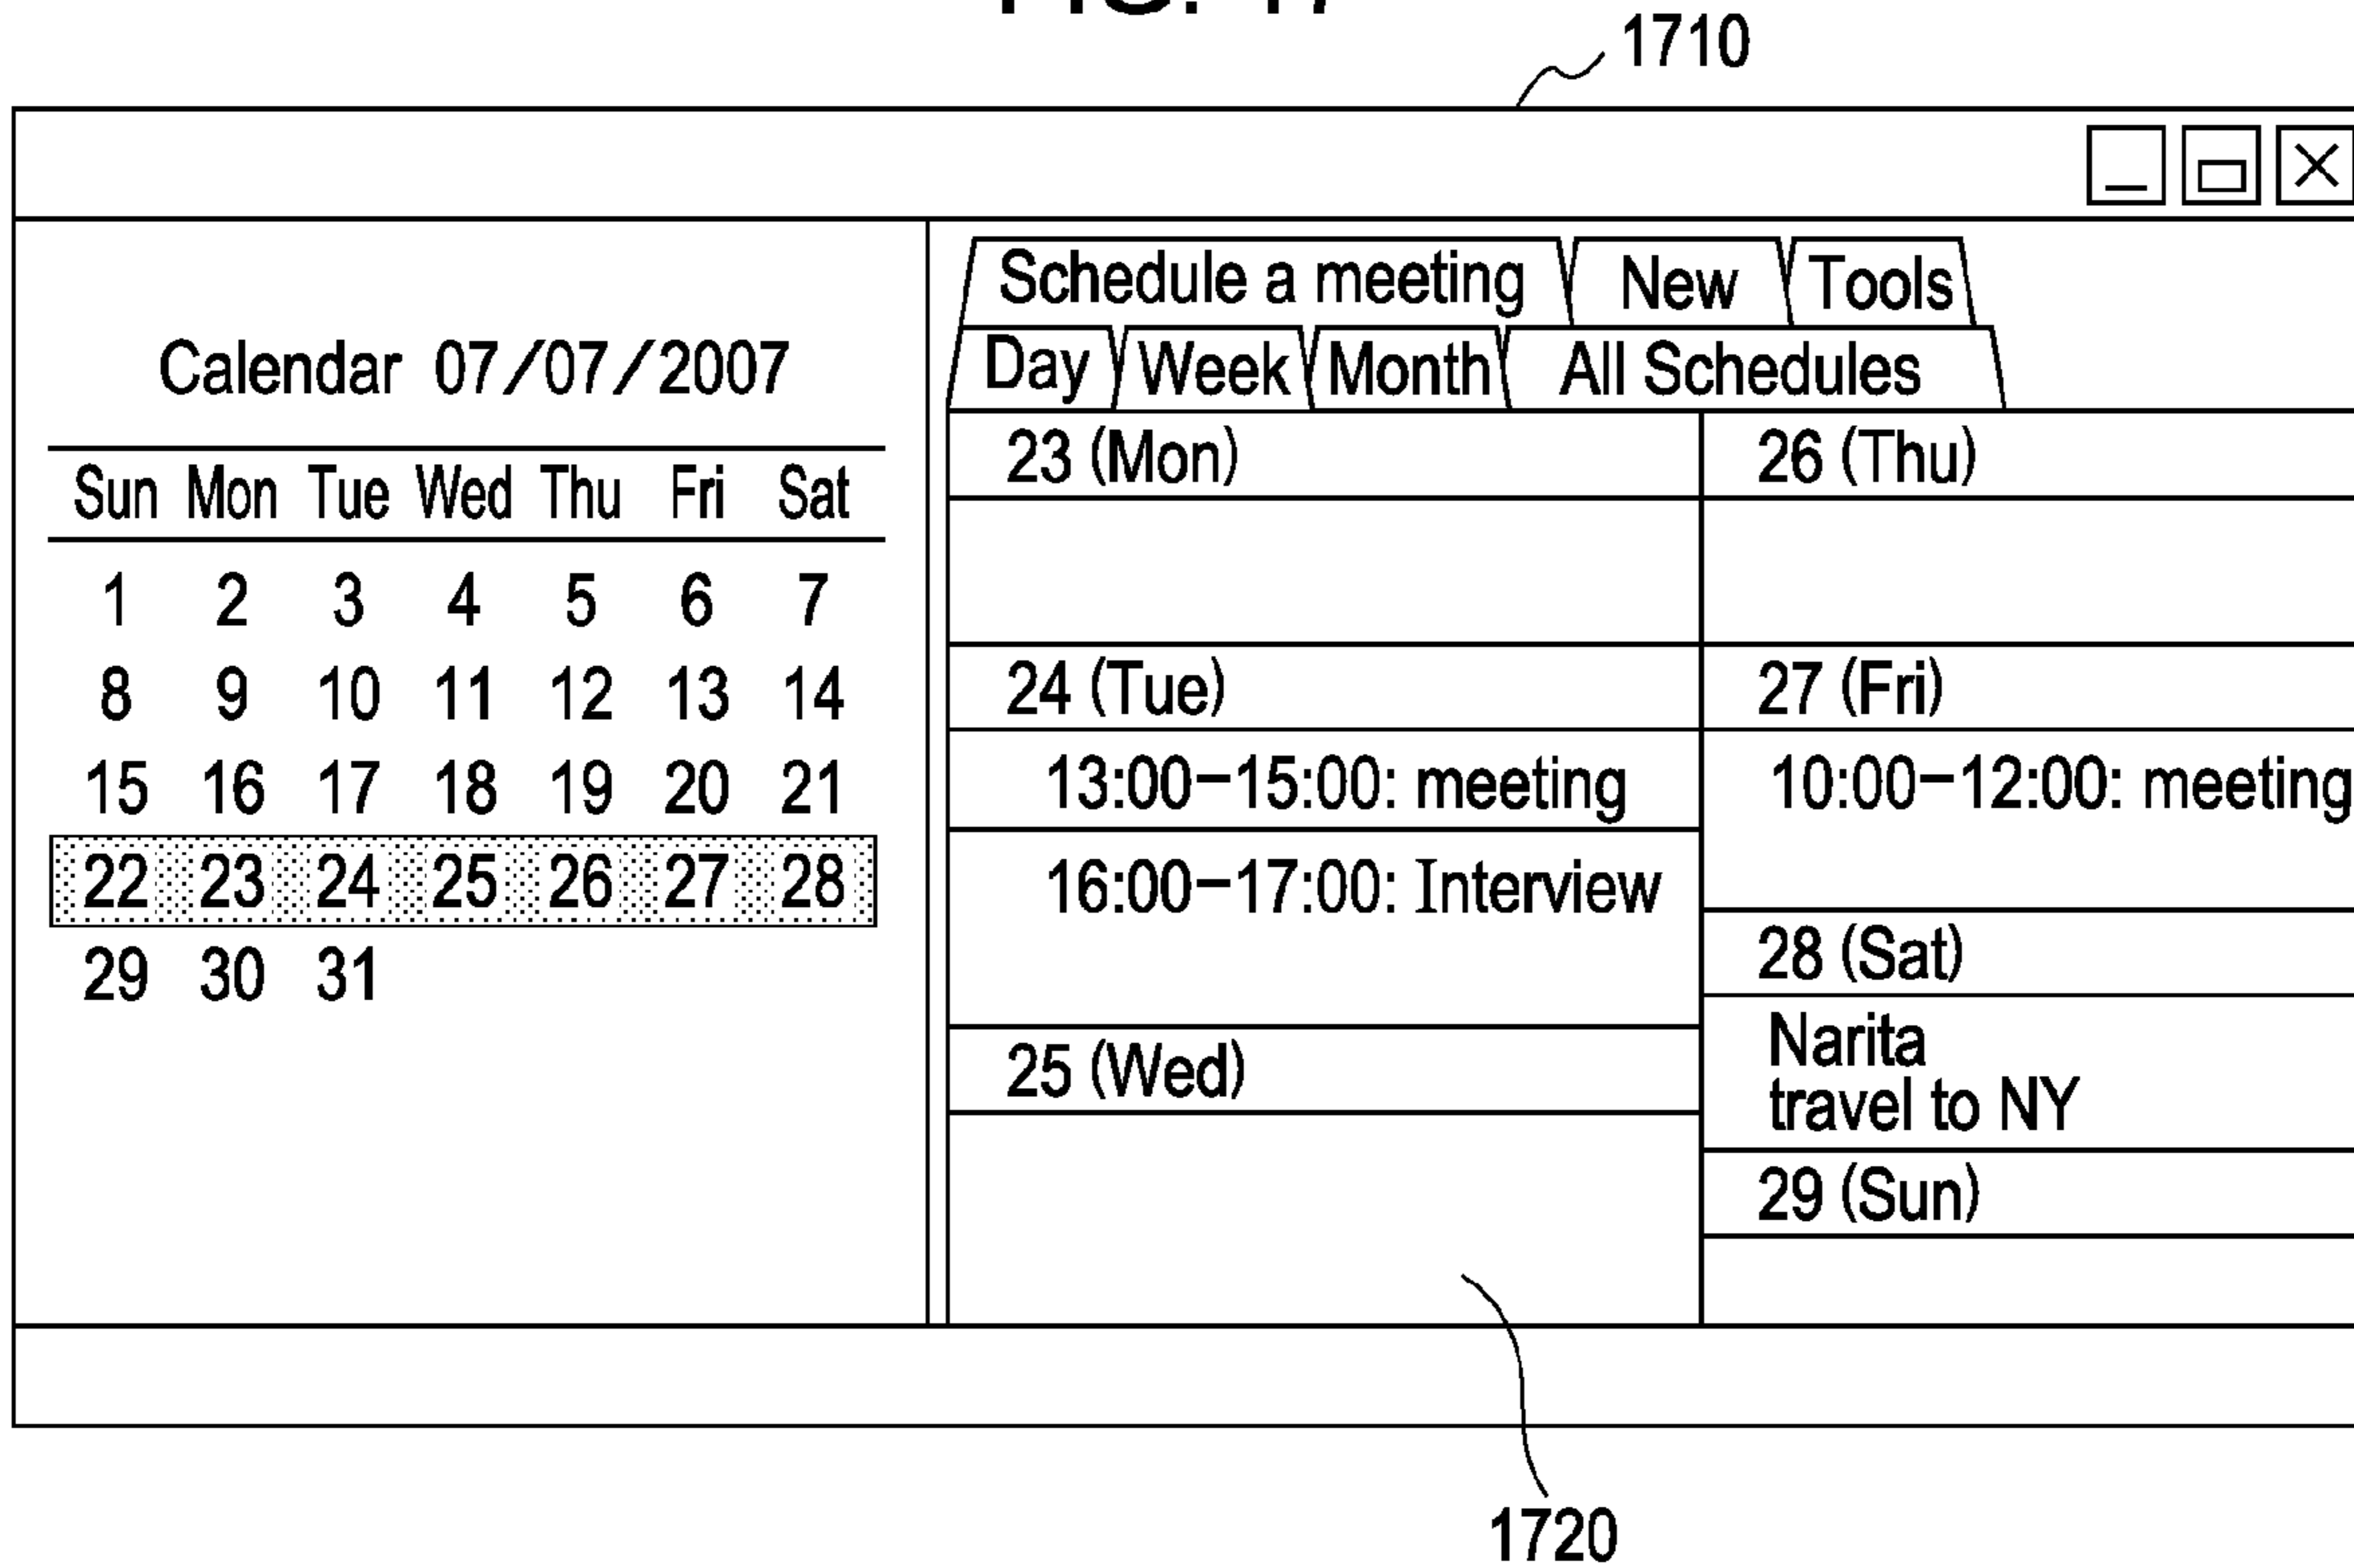 FIG. 17
1710
Calendar 07/07/2007
Sun Mon Tue Wed Thu Fri Sat
1 2 3 4 5 6 7
8 9 10 11 12 13 14
15 16 17 18 19 20 21
22 23 24 25 26 27 28
29 30 31
Schedule a meeting New Tools
Day Week Month All Schedules
23 (Mon)
24 (Tue)
13:00–15:00: meeting
16:00–17:00: Interview
25 (Wed)
26 (Thu)
27 (Fri)
10:00–12:00: meeting
28 (Sat)
Narita
travel to NY
29 (Sun)
1720